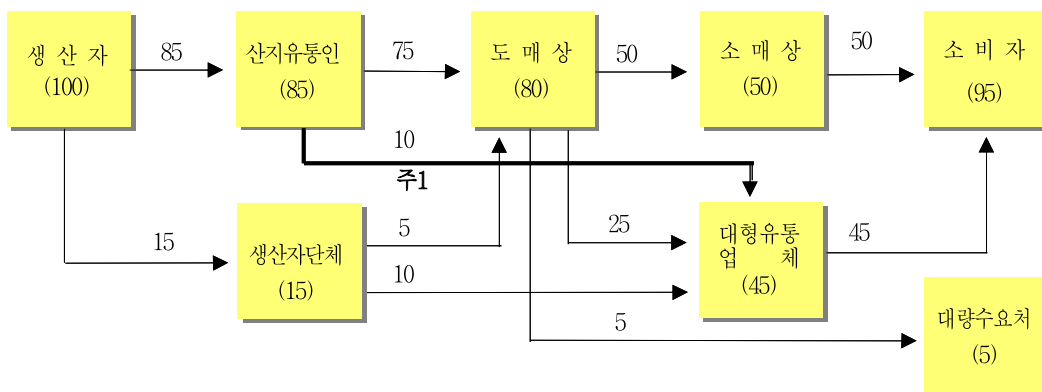 생 산 자
(100)
85
산지유통인
(85)
75
도 매 상
(80)
50
소 매 상
(50)
50
소 비 자
(95)
10
주1
15
생산자단체
(15)
5
10
25
대형유통
업 체
(45)
45
5
대량수요처
(5)